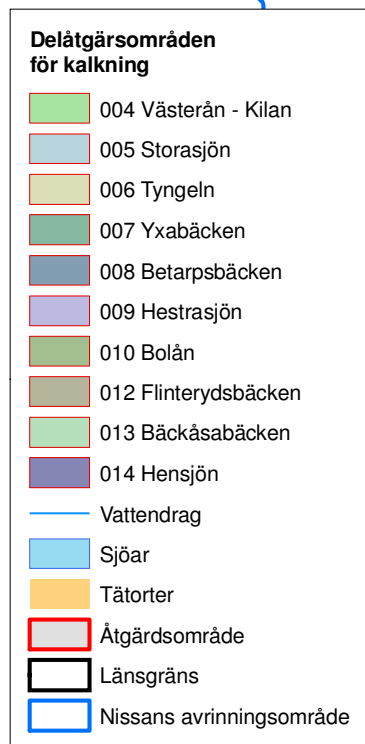 Delåtgärsområden
för kalkning
004 Västerån - Kilan
005 Storasjön
006 Tyngeln
007 Yxabäcken
008 Betarpsbäcken
009 Hestrasjön
010 Bolån
012 Flinterydsbäcken
013 Bäckåsabäcken
014 Hensjön
Vattendrag
Sjöar
Tätorter
Åtgärdsområde
Länsgräns
Nissans avrinningsområde